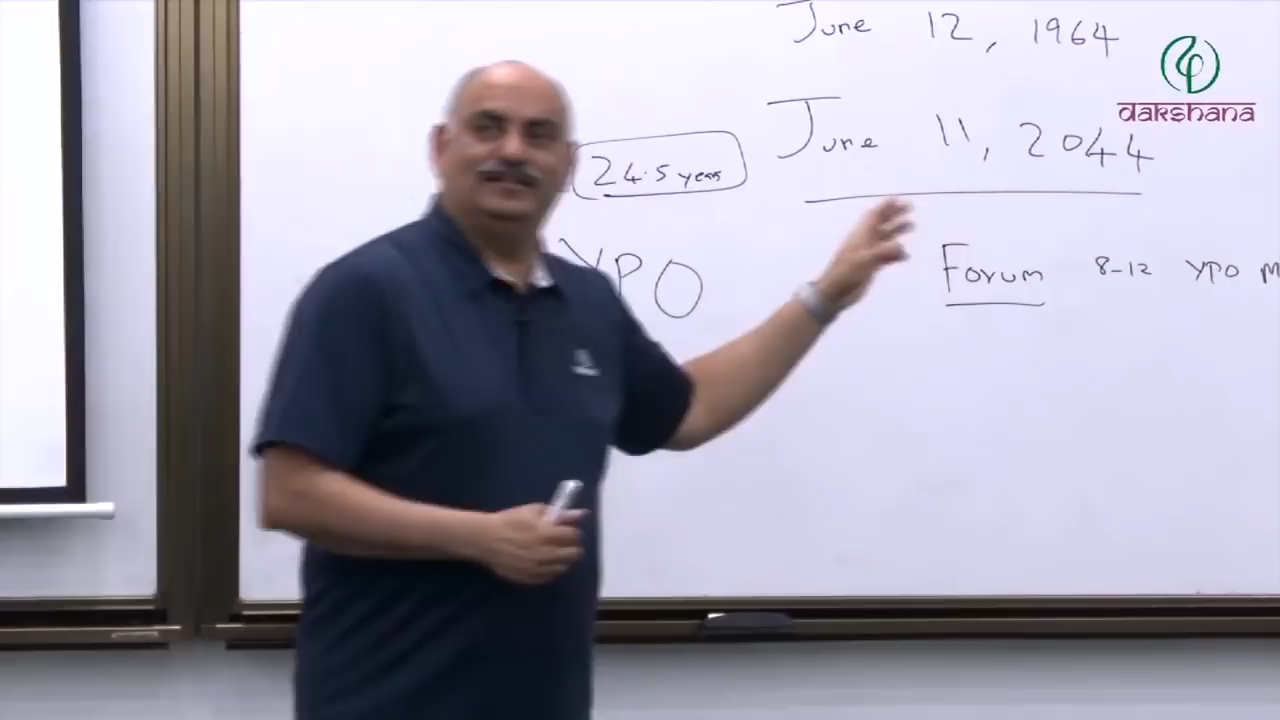 June 12, 1964
dakshana
June 11, 2044
24.5 years
YPO
Forum 8-12 YPO